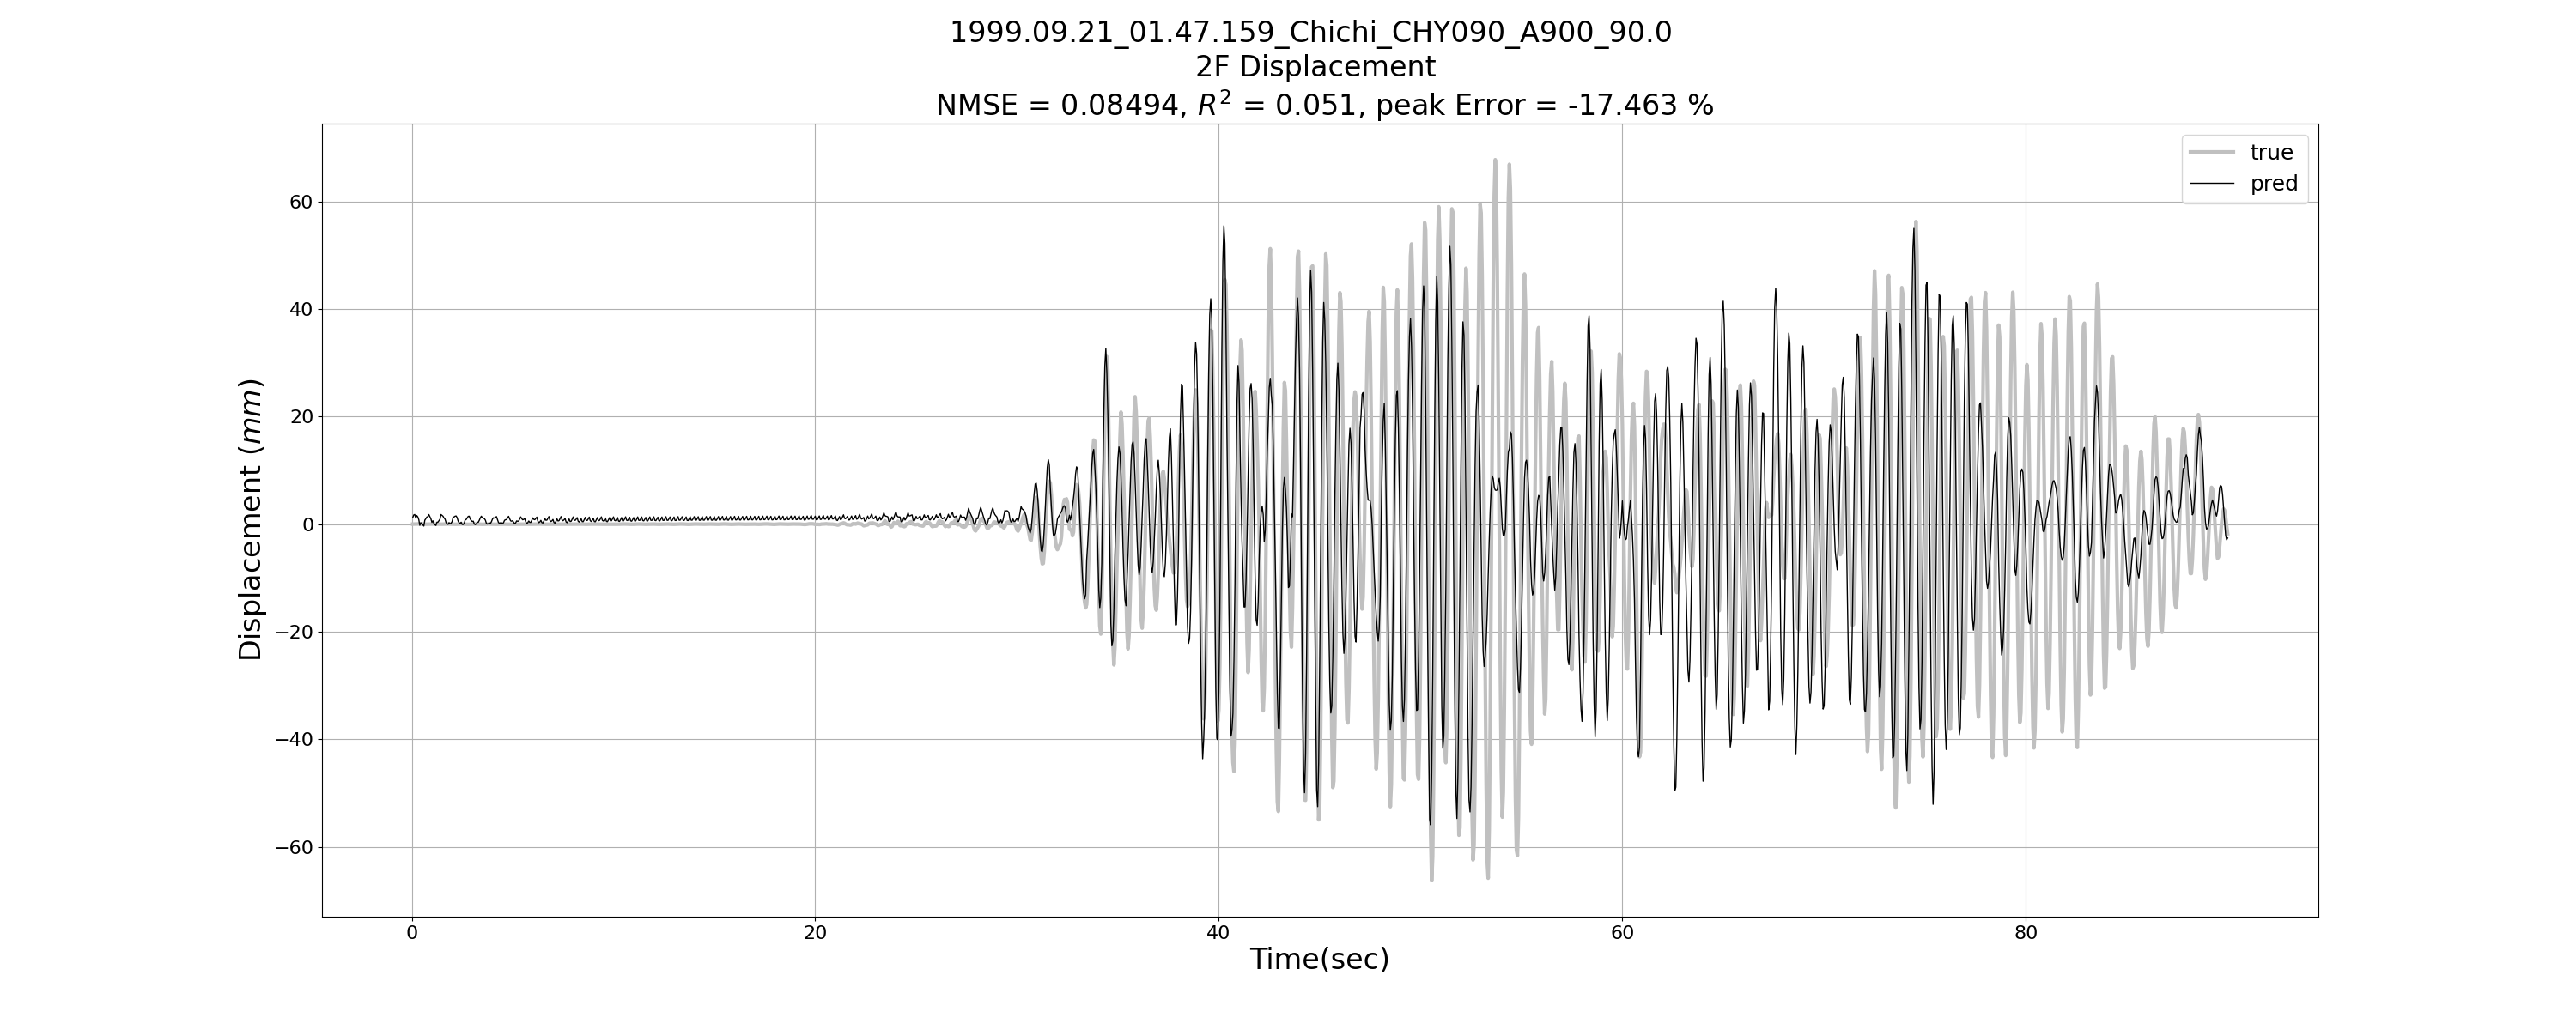 1999.09.21_01.47.159_Chichi_CHY090_A900_90.0
2F Displacement
NMSE = 0.08494, R² = 0.051, peak Error = -17.463 %
true
pred
Displacement (mm)
60
40
20
0
−20
−40
−60
0 20 40 60 80
Time(sec)